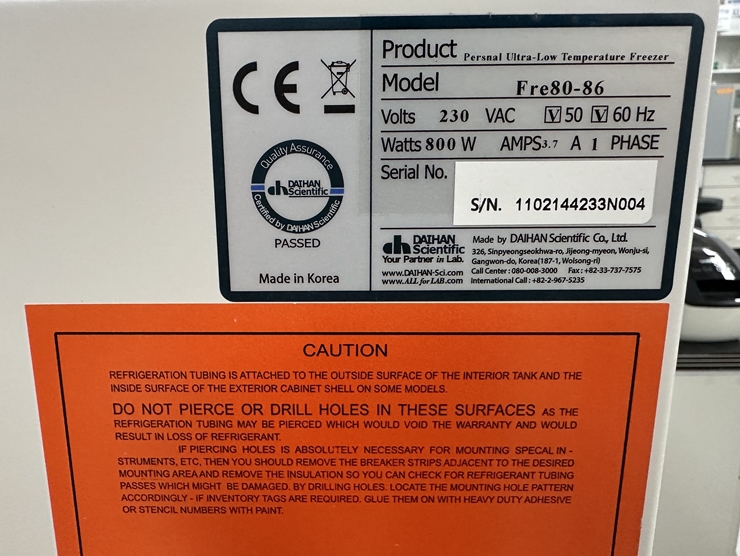 Product Persnal Ultra-Low Temperature Freezer
Model Fre80-86
Volts 230 VAC V 50 V 60 Hz
Watts 800 W AMPS 3.7 A 1 PHASE
Serial No.
S/N. 1102144233N004
CE
Quality Assurance
dh DAIHAN Scientific
Certified by DAIHAN Scientific
PASSED
Made in Korea
dh DAIHAN Scientific
Your Partner in Lab.
www.DAIHAN-Sci.com
www.ALLforLAB.com
Made by DAIHAN Scientific Co., Ltd.
326, Sinpyeongseokhwa-ro, Jijeong-myeon, Wonju-si,
Gangwon-do, Korea(187-1, Wolsong-ri)
Call Center : 080-008-3000 Fax : +82-33-737-7575
International Call : +82-2-967-5235
CAUTION
REFRIGERATION TUBING IS ATTACHED TO THE OUTSIDE SURFACE OF THE INTERIOR TANK AND THE
INSIDE SURFACE OF THE EXTERIOR CABINET SHELL ON SOME MODELS.
DO NOT PIERCE OR DRILL HOLES IN THESE SURFACES AS THE
REFRIGERATION TUBING MAY BE PIERCED WHICH WOULD VOID THE WARRANTY AND WOULD
RESULT IN LOSS OF REFRIGERANT.
IF PIERCING HOLES IS ABSOLUTELY NECESSARY FOR MOUNTING SPECAL IN -
STRUMENTS, ETC, THEN YOU SHOULD REMOVE THE BREAKER STRIPS ADJACENT TO THE DESIRED
MOUNTING AREA AND REMOVE THE INSULATION SO YOU CAN CHECK FOR REFRIGERANT TUBING
PASSES WHICH MIGHT BE DAMAGED. BY DRILLING HOLES. LOCATE THE MOUNTING HOLE PATTERN
ACCORDINGLY - IF INVENTORY TAGS ARE REQUIRED. GLUE THEM ON WITH HEAVY DUTY ADHESIVE
OR STENCIL NUMBERS WITH PAINT.